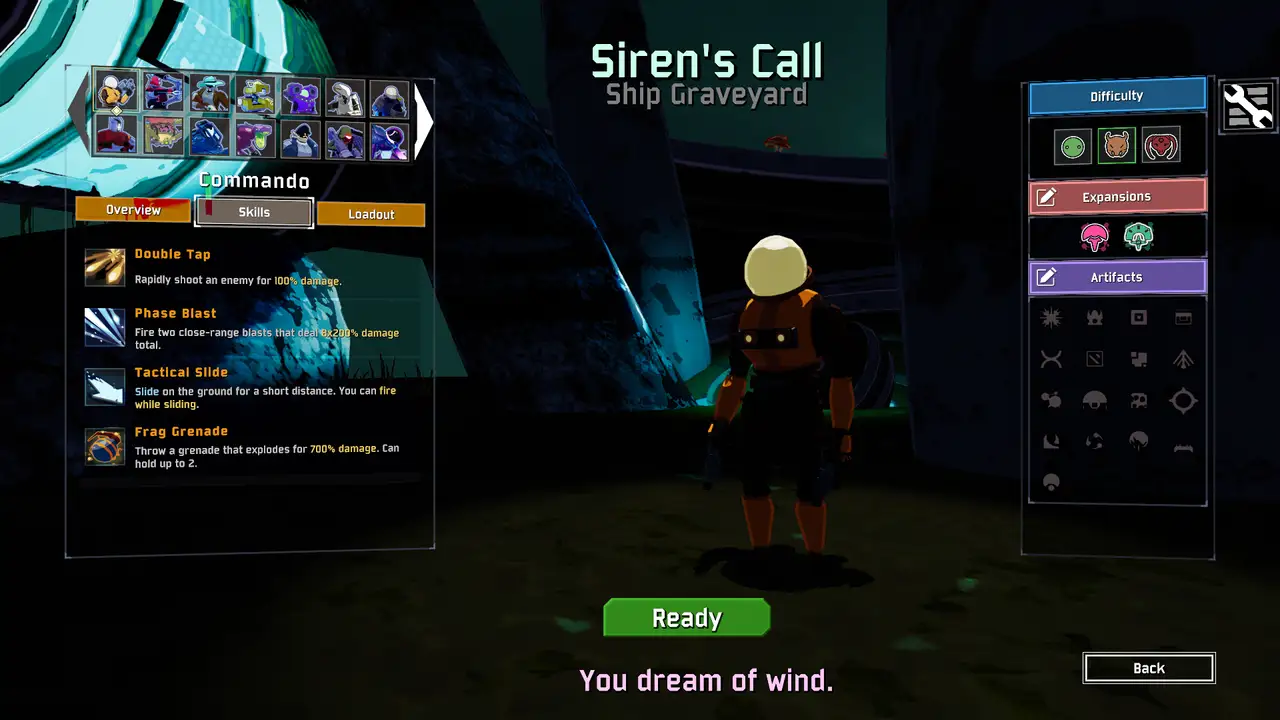 Siren's Call
Ship Graveyard
Commando
Overview
Skills
Loadout
Double Tap
Rapidly shoot an enemy for 100% damage.
Phase Blast
Fire two close-range blasts that deal 8x200% damage
total.
Tactical Slide
Slide on the ground for a short distance. You can fire
while sliding.
Frag Grenade
Throw a grenade that explodes for 700% damage. Can
hold up to 2.
Difficulty
Expansions
Artifacts
Ready
You dream of wind.
Back